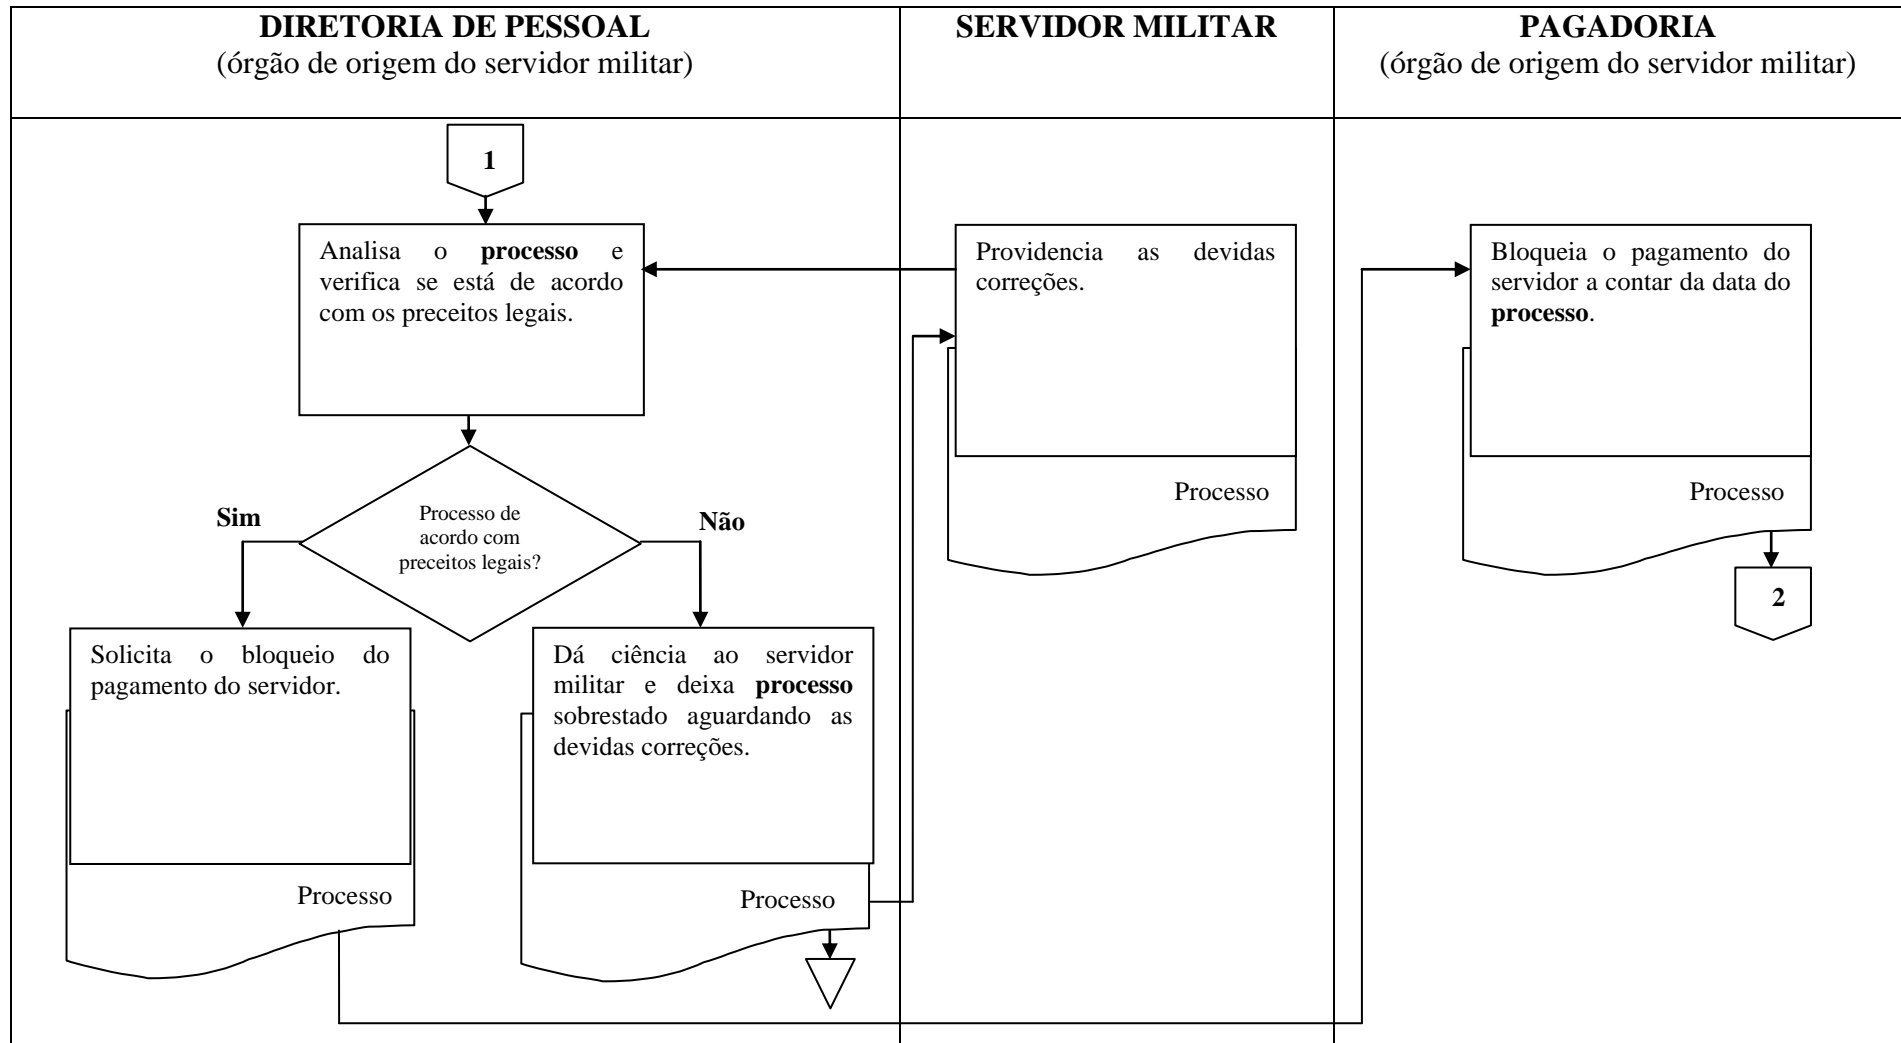 DIRETORIA DE PESSOAL
(órgão de origem do servidor militar)
SERVIDOR MILITAR
PAGADORIA
(órgão de origem do servidor militar)
1
Analisa o processo e
verifica se está de acordo
com os preceitos legais.
Providencia as devidas
correções.
Processo
Bloqueia o pagamento do
servidor a contar da data do
processo.
Processo
2
Sim
Processo de
acordo com
preceitos legais?
Não
Solicita o bloqueio do
pagamento do servidor.
Processo
Dá ciência ao servidor
militar e deixa processo
sobrestado aguardando as
devidas correções.
Processo